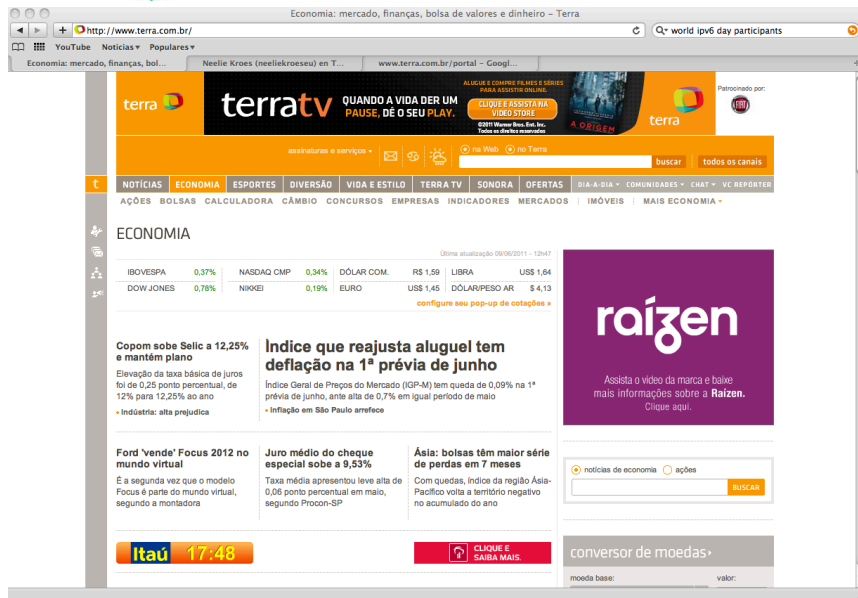 Economia: mercado, finanças, bolsa de valores e dinheiro – Terra
http://www.terra.com.br/
world ipv6 day participants
YouTube Noticias Populares
Economia: mercado, finanças, bol...
Neelie Kroes (neeliekroeseu) en T...
www.terra.com.br/portal – Googl...
terra
terratv
QUANDO A VIDA DER UM
PAUSE, DÊ O SEU PLAY.
ALUGUE E COMPRE FILMES E SÉRIES
PARA ASSISTIR ONLINE.
CLIQUE E ASSISTA NA
VIDEO STORE
©2011 Warner Bros. Ent. Inc.
Todos os direitos reservados
A ORIGEM
terra
Patrocinado por:
FIAT
assinaturas e serviços
na Web no Terra
buscar
todos os canais
t
NOTÍCIAS ECONOMIA ESPORTES DIVERSÃO VIDA E ESTILO TERRA TV SONORA OFERTAS DIA-A-DIA COMUNIDADES CHAT VC REPÓRTER
AÇÕES BOLSAS CALCULADORA CÂMBIO CONCURSOS EMPRESAS INDICADORES MERCADOS IMÓVEIS MAIS ECONOMIA
ECONOMIA
Última atualização 09/06/2011 - 12h47
IBOVESPA 0,37% NASDAQ CMP 0,34% DÓLAR COM. R$ 1,59 LIBRA US$ 1,64
DOW JONES 0,78% NIKKEI 0,19% EURO US$ 1,45 DÓLAR/PESO AR $ 4,13
configure seu pop-up de cotações »
Copom sobe Selic a 12,25%
e mantém plano
Elevação da taxa básica de juros
foi de 0,25 ponto percentual, de
12% para 12,25% ao ano
Indústria: alta prejudica
Índice que reajusta aluguel tem
deflação na 1ª prévia de junho
Índice Geral de Preços do Mercado (IGP-M) tem queda de 0,09% na 1ª
prévia de junho, ante alta de 0,7% em igual período de maio
Inflação em São Paulo arrefece
raízen
Assista o video da marca e baixe
mais informações sobre a Raízen.
Clique aqui.
Ford 'vende' Focus 2012 no
mundo virtual
É a segunda vez que o modelo
Focus é parte do mundo virtual,
segundo a montadora
Juro médio do cheque
especial sobe a 9,53%
Taxa média apresentou leve alta de
0,06 ponto percentual em maio,
segundo Procon-SP
Ásia: bolsas têm maior série
de perdas em 7 meses
Com quedas, índice da região Ásia-
Pacífico volta a território negativo
no acumulado do ano
notícias de economia ações
BUSCAR
Itaú 17:48
CLIQUE E
SAIBA MAIS.
conversor de moedas
moeda base: valor: